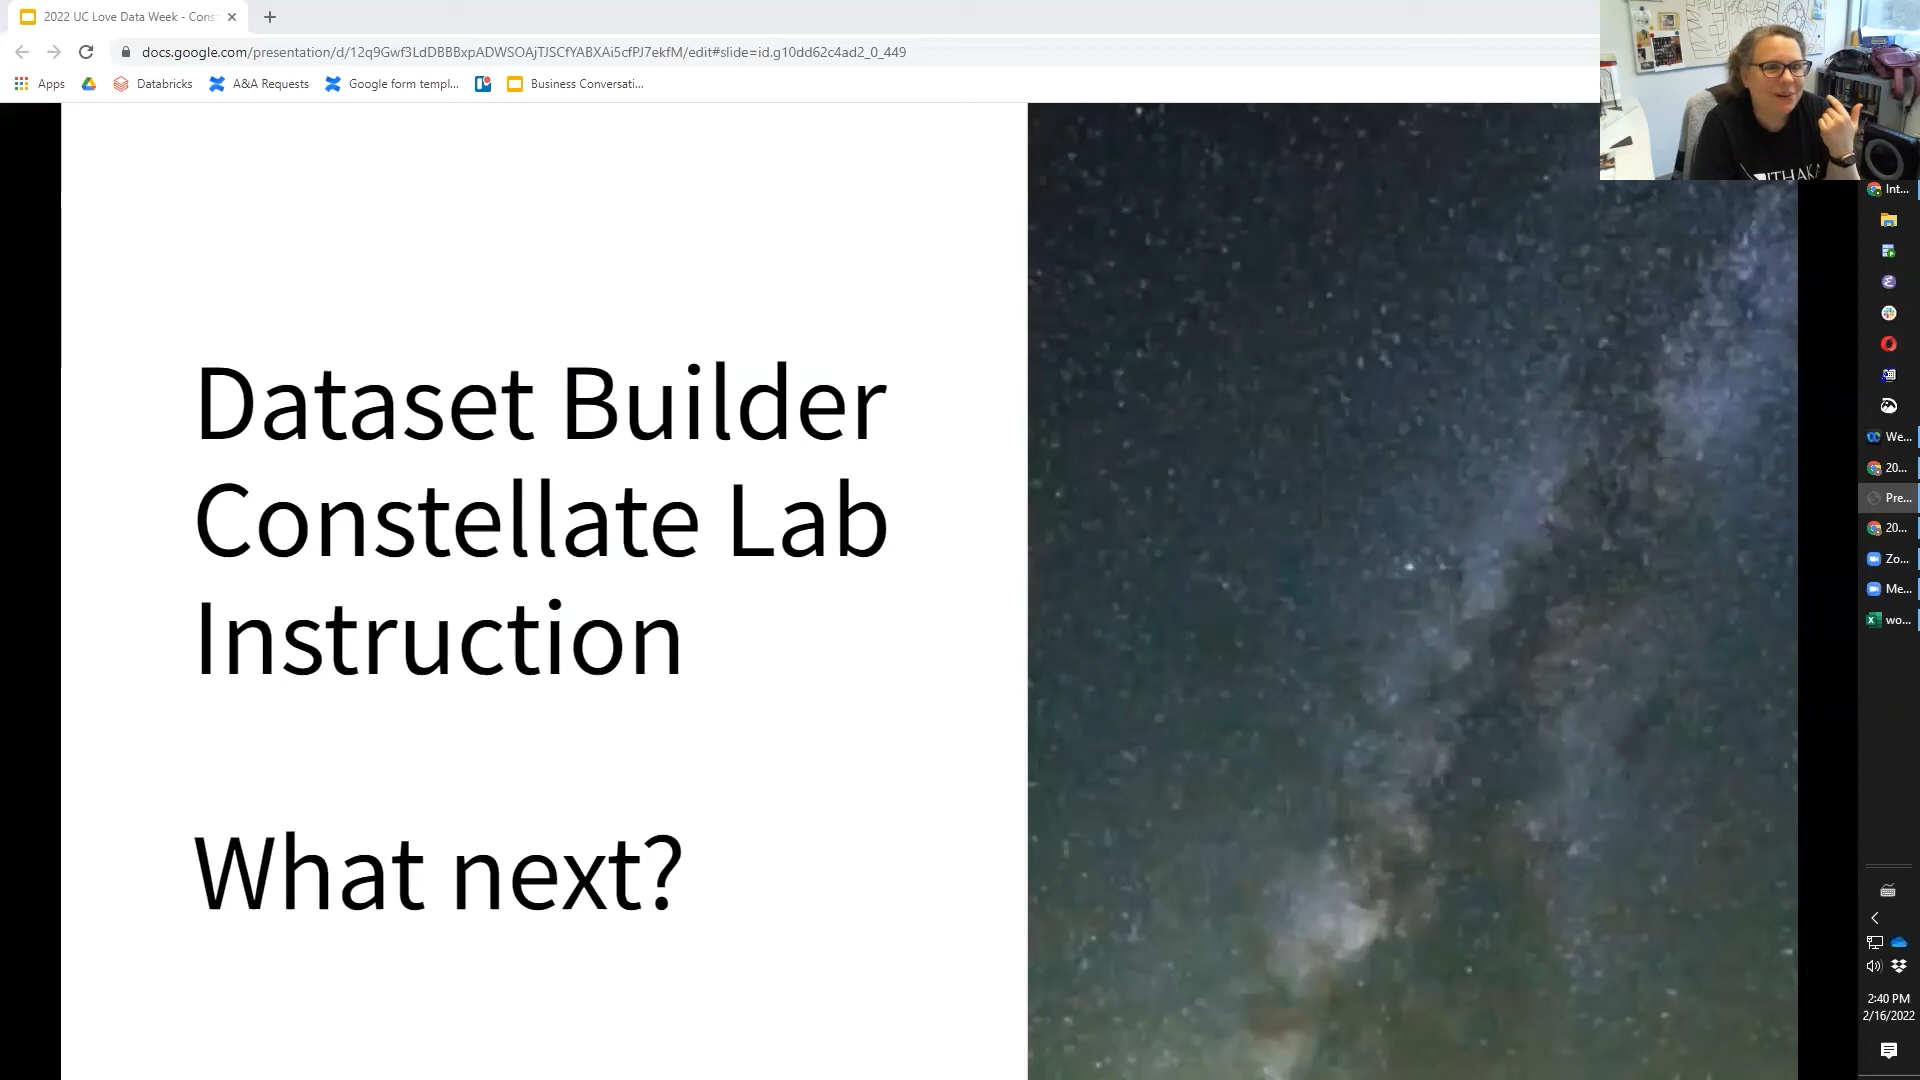 2022 UC Love Data Week - Cons
docs.google.com/presentation/d/12q9Gwf3LdDBBBxpADWSOAjTJSCfYABXAi5cfPJ7ekfM/edit#slide=id.g10dd62c4ad2_0_449
Apps
Databricks
A&A Requests
Google form templ...
Business Conversati...
ITHAKA
Dataset Builder
Constellate Lab
Instruction
What next?
Int...
We...
20...
Pre...
20...
Zo...
Me...
wo...
2:40 PM
2/16/2022